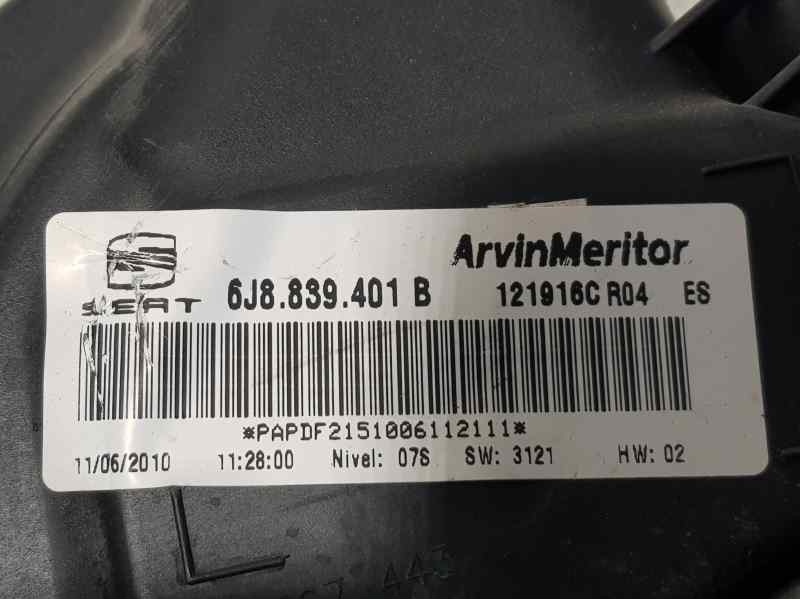 SEAT
6J8.839.401 B
ArvinMeritor
121916C R04 ES
*PAPDF2151006112111*
11/06/2010 11:28:00 Nivel: 07S SW: 3121 HW: 02
443